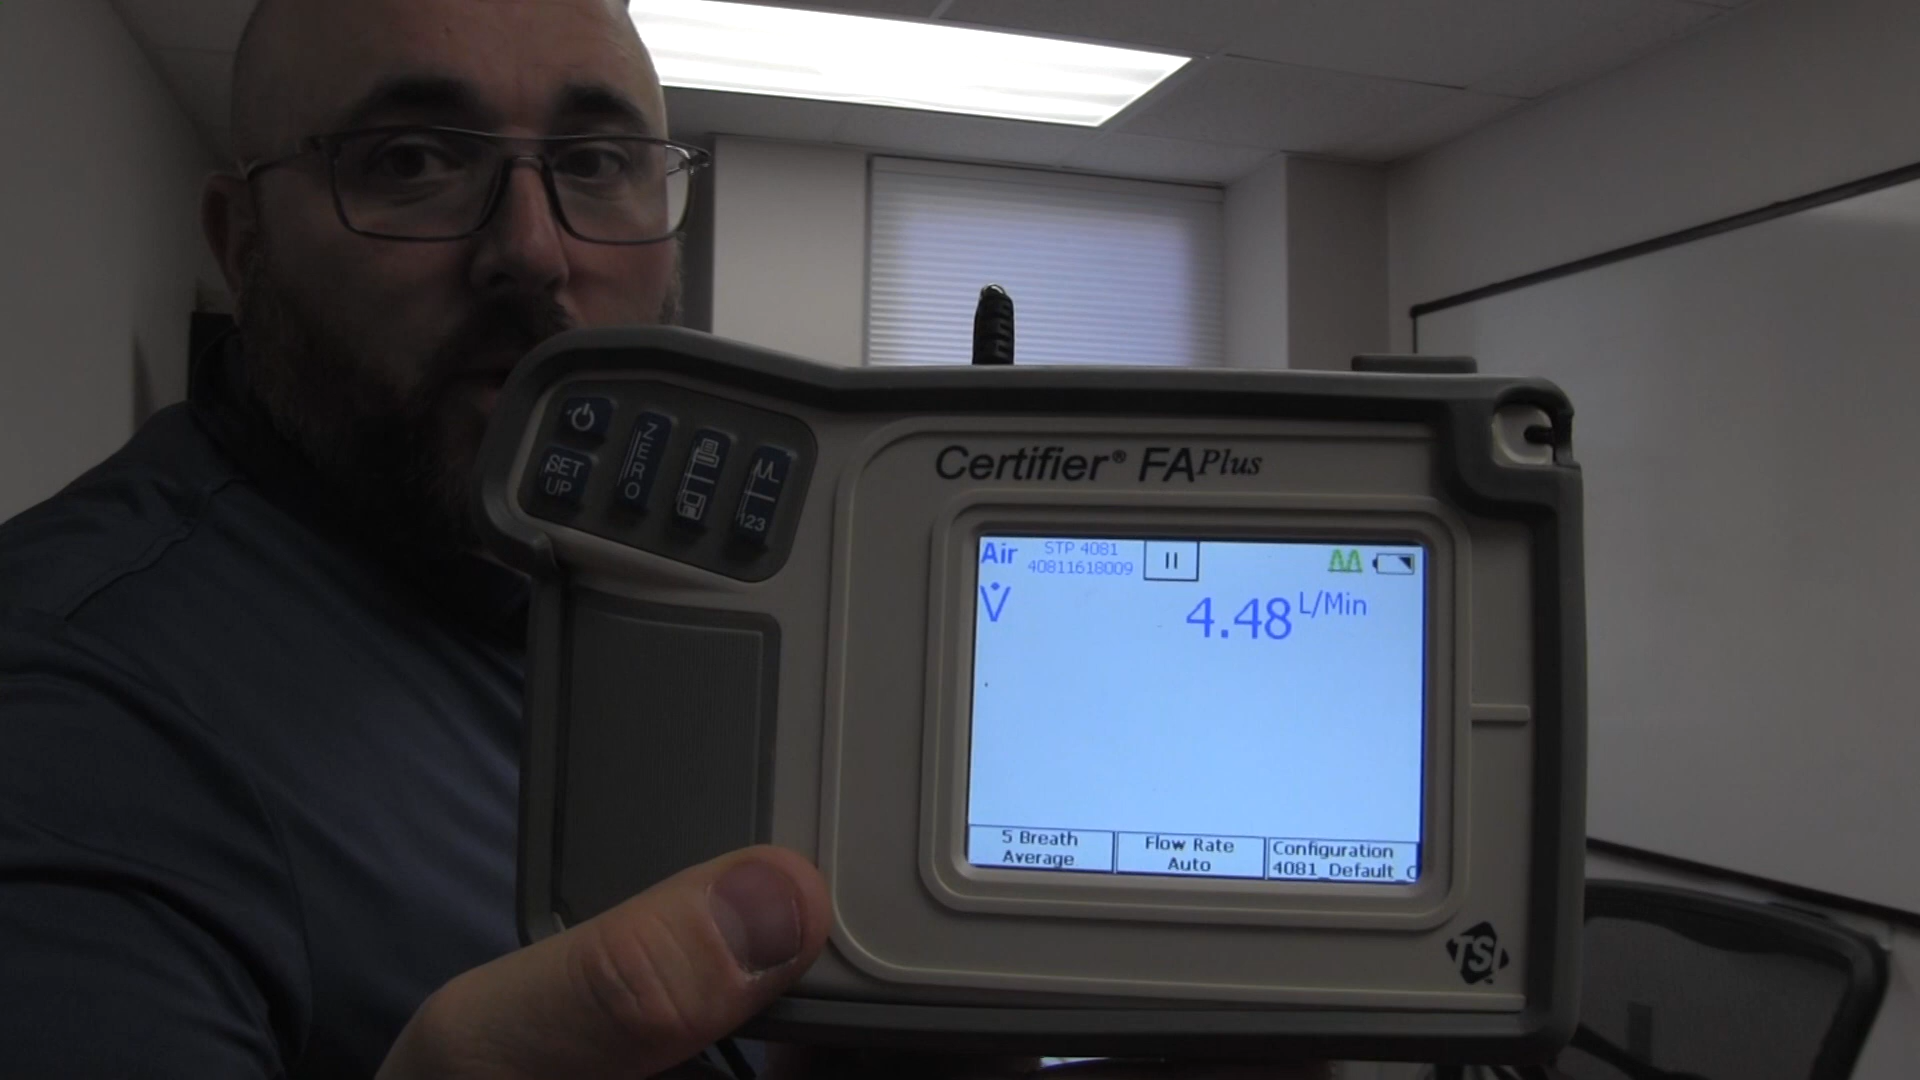 SET
UP
ZERO
M
123
Certifier® FAPlus
Air
STP 4081
40811618009
V̇
4.48 L/Min
5 Breath
Average
Flow Rate
Auto
Configuration
4081_Default_C
TSI